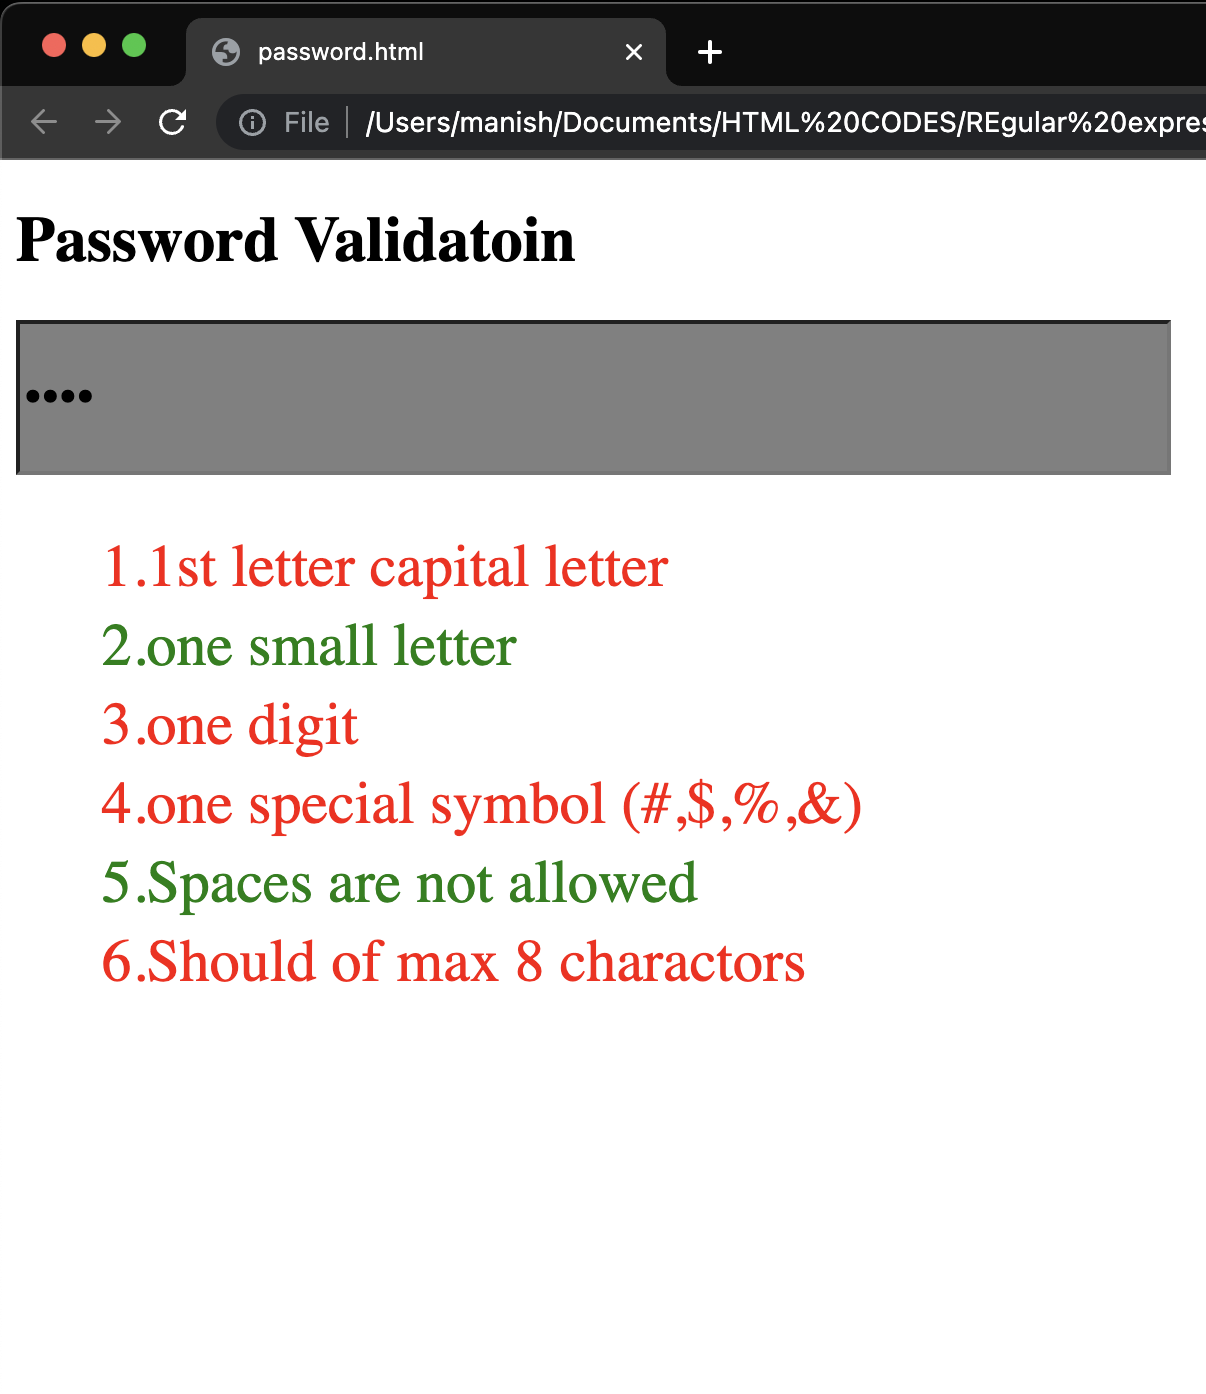 password.html
File /Users/manish/Documents/HTML%20CODES/REgular%20expres
Password Validatoin
••••
1.1st letter capital letter
2.one small letter
3.one digit
4.one special symbol (#,$,%,&)
5.Spaces are not allowed
6.Should of max 8 charactors